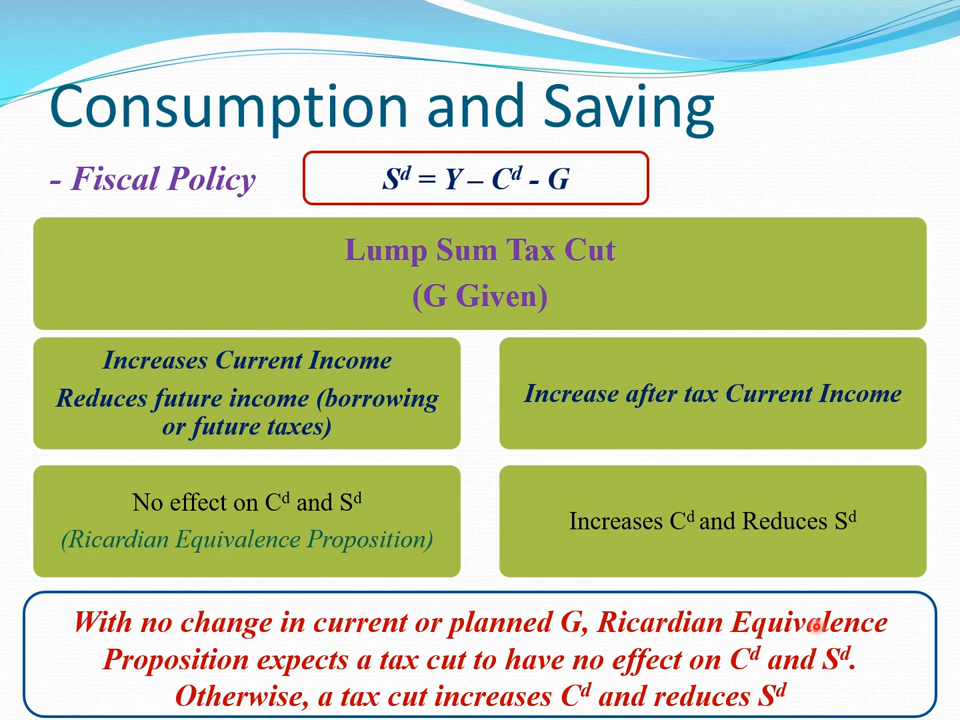 Consumption and Saving
- Fiscal Policy
Sᵈ = Y – Cᵈ - G
Lump Sum Tax Cut
(G Given)
Increases Current Income
Reduces future income (borrowing
or future taxes)
Increase after tax Current Income
No effect on Cᵈ and Sᵈ
(Ricardian Equivalence Proposition)
Increases Cᵈ and Reduces Sᵈ
With no change in current or planned G, Ricardian Equivalence
Proposition expects a tax cut to have no effect on Cᵈ and Sᵈ.
Otherwise, a tax cut increases Cᵈ and reduces Sᵈ